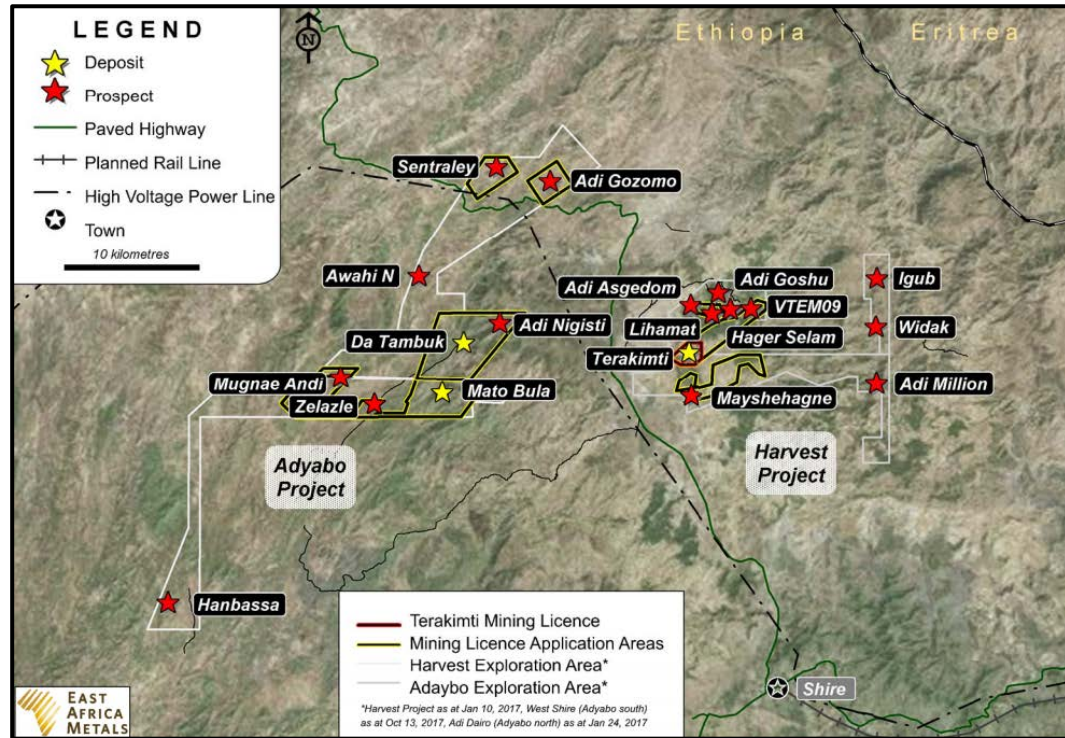 LEGEND
Deposit
Prospect
Paved Highway
Planned Rail Line
High Voltage Power Line
Town
10 kilometres
N
Ethiopia
Eritrea
Sentraley
Adi Gozomo
Awahi N
Adi Asgedom
Adi Goshu
Igub
VTEM09
Adi Nigisti
Lihamat
Widak
Da Tambuk
Hager Selam
Terakimti
Mugnae Andi
Mato Bula
Adi Million
Zelazle
Mayshehagne
Adyabo
Project
Harvest
Project
Hanbassa
Terakimti Mining Licence
Mining Licence Application Areas
Harvest Exploration Area*
Adaybo Exploration Area*
*Harvest Project as at Jan 10, 2017, West Shire (Adyabo south)
as at Oct 13, 2017, Adi Dairo (Adyabo north) as at Jan 24, 2017
Shire
EAST
AFRICA
METALS